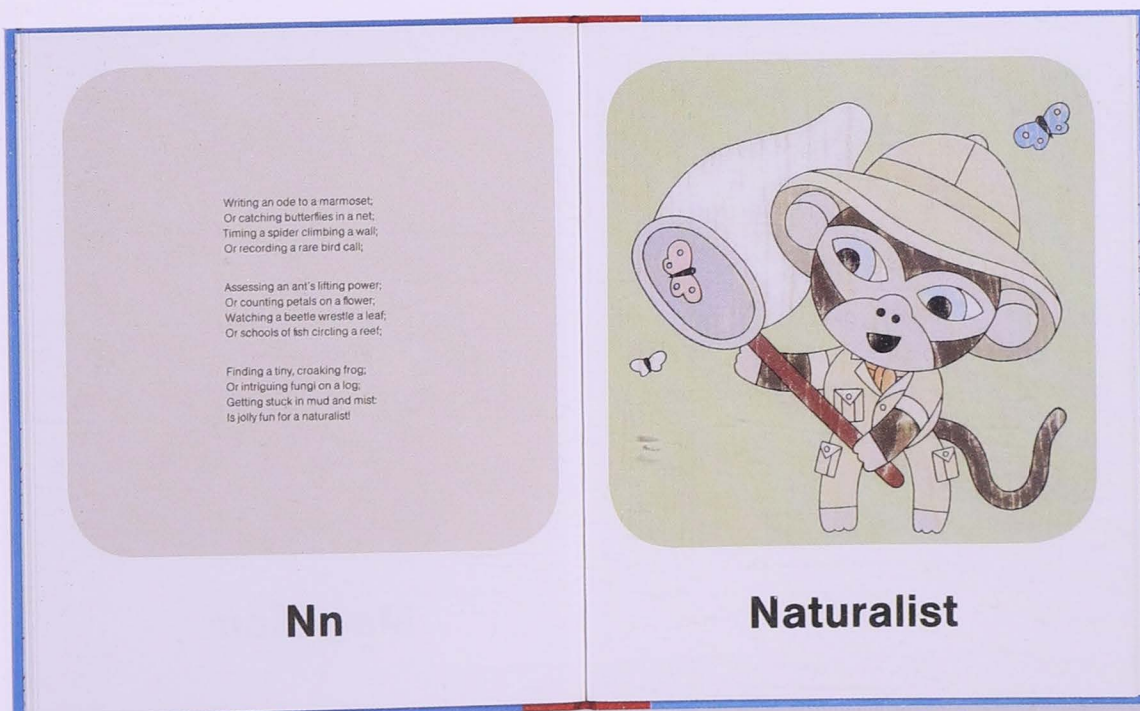 Writing an ode to a marmoset;
Or catching butterflies in a net;
Timing a spider climbing a wall;
Or recording a rare bird call;
Assessing an ant's lifting power;
Or counting petals on a flower;
Watching a beetle wrestle a leaf;
Or schools of fish circling a reef;
Finding a tiny, croaking frog;
Or intriguing fungi on a log;
Getting stuck in mud and mist:
Is jolly fun for a naturalist!
Nn
Naturalist